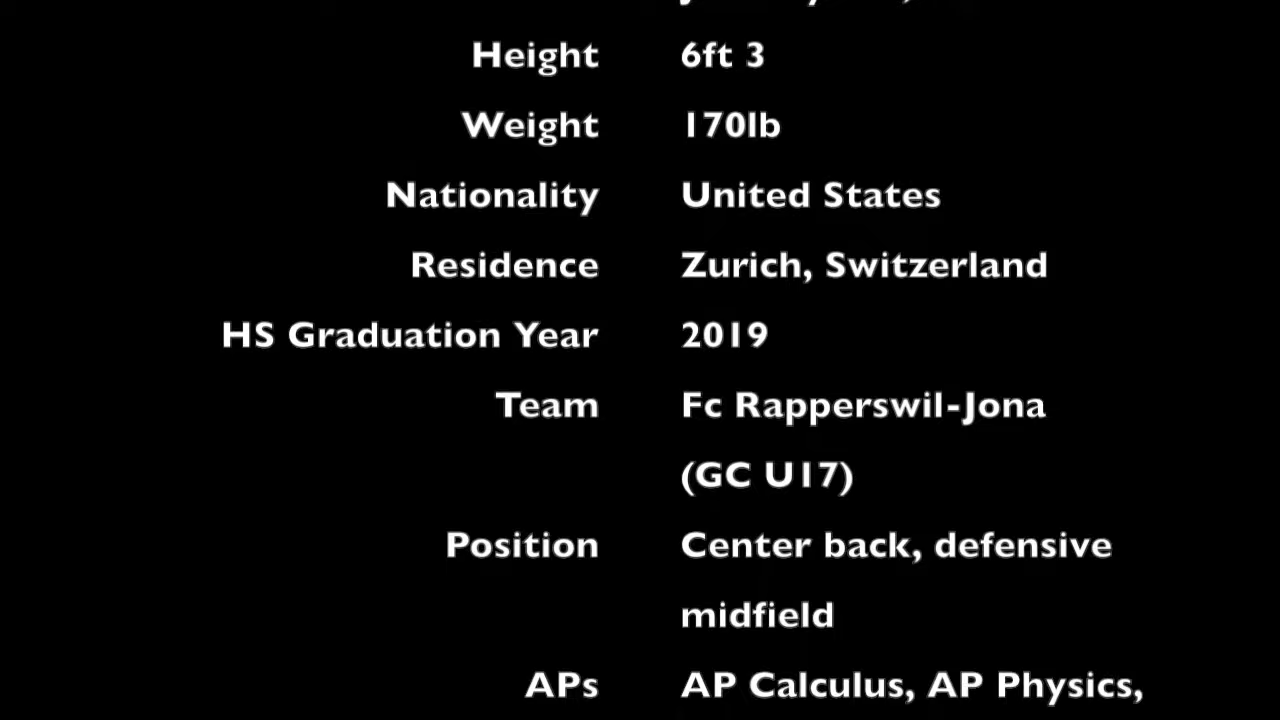 Height 6ft 3
Weight 170lb
Nationality United States
Residence Zurich, Switzerland
HS Graduation Year 2019
Team Fc Rapperswil-Jona
(GC U17)
Position Center back, defensive
midfield
APs AP Calculus, AP Physics,